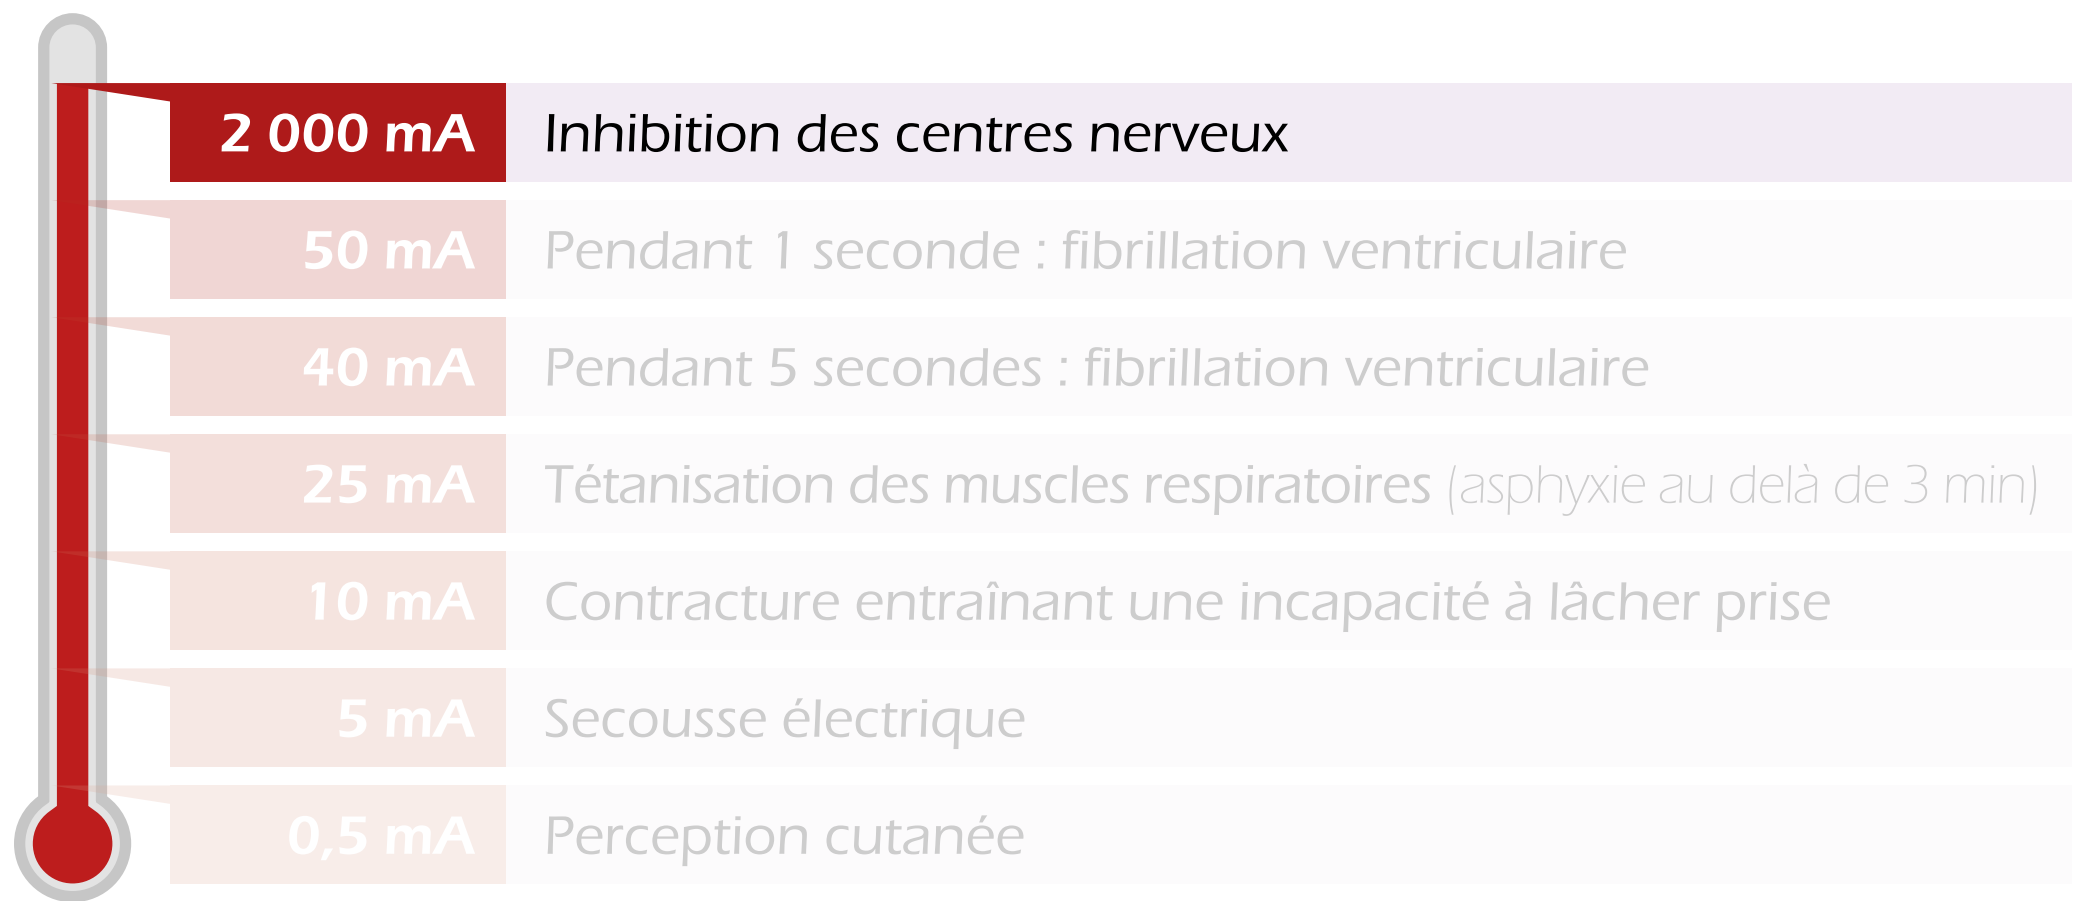 2 000 mA Inhibition des centres nerveux
50 mA Pendant 1 seconde : fibrillation ventriculaire
40 mA Pendant 5 secondes : fibrillation ventriculaire
25 mA Tétanisation des muscles respiratoires (asphyxie au delà de 3 min)
10 mA Contracture entraînant une incapacité à lâcher prise
5 mA Secousse électrique
0,5 mA Perception cutanée